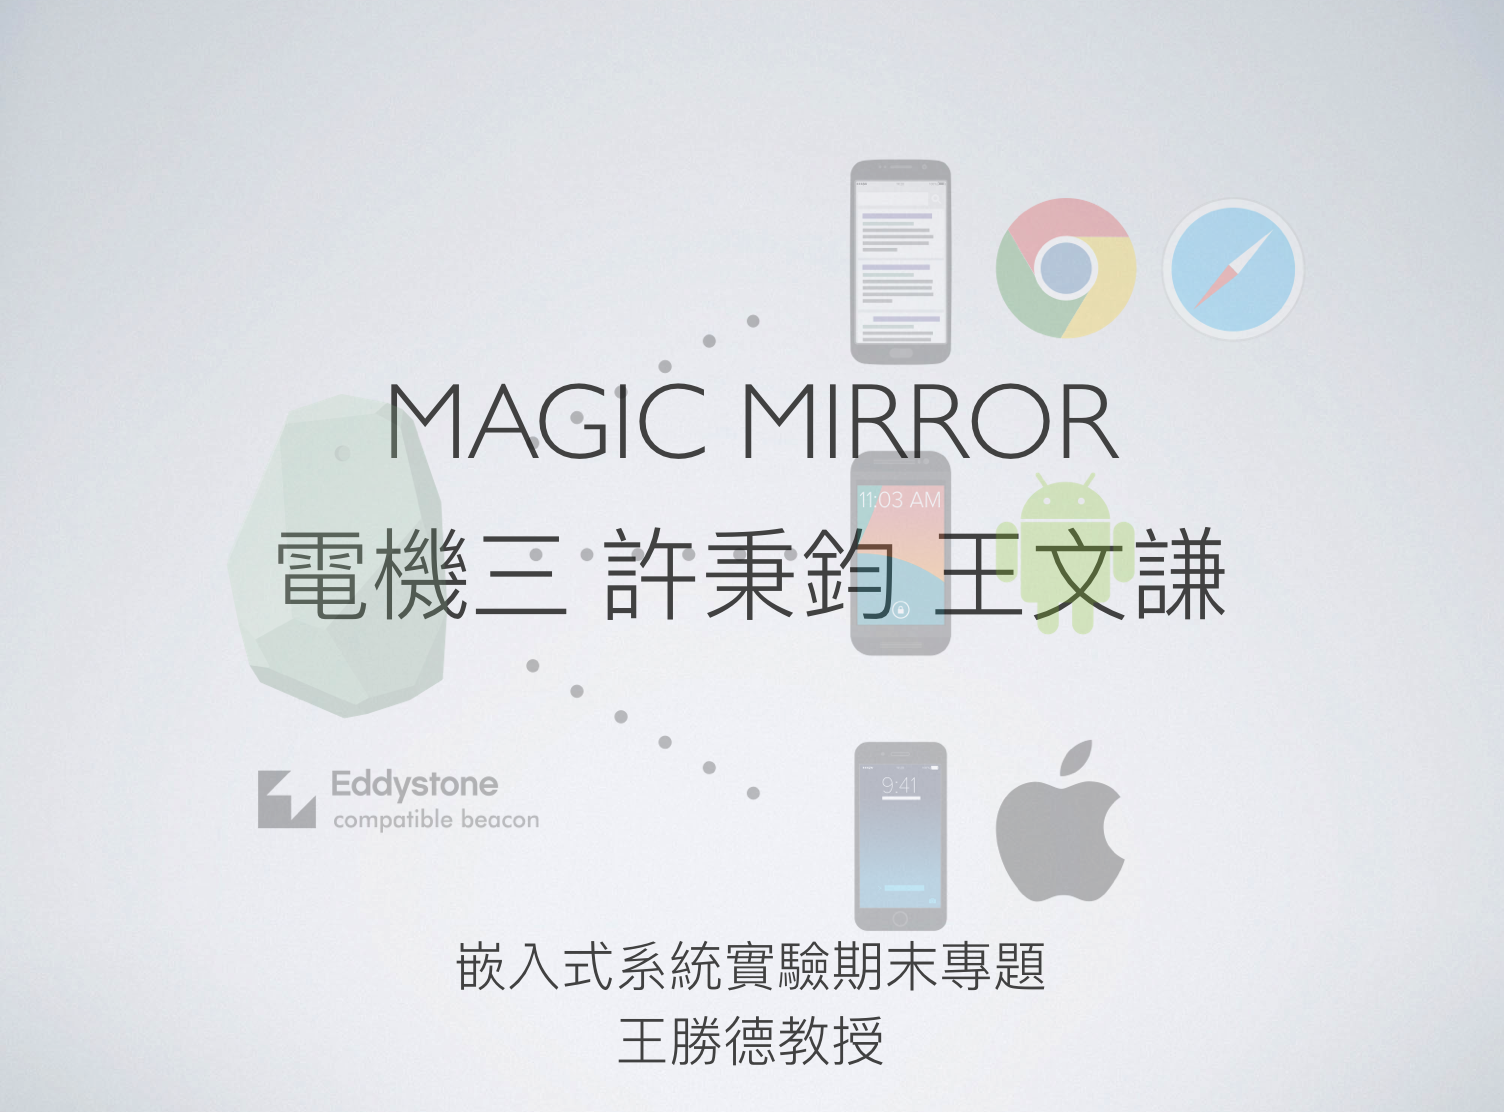 MAGIC MIRROR
11:03 AM
電機三 許秉鈞 王文謙
Eddystone
compatible beacon
9:41
嵌入式系統實驗期末專題
王勝德教授